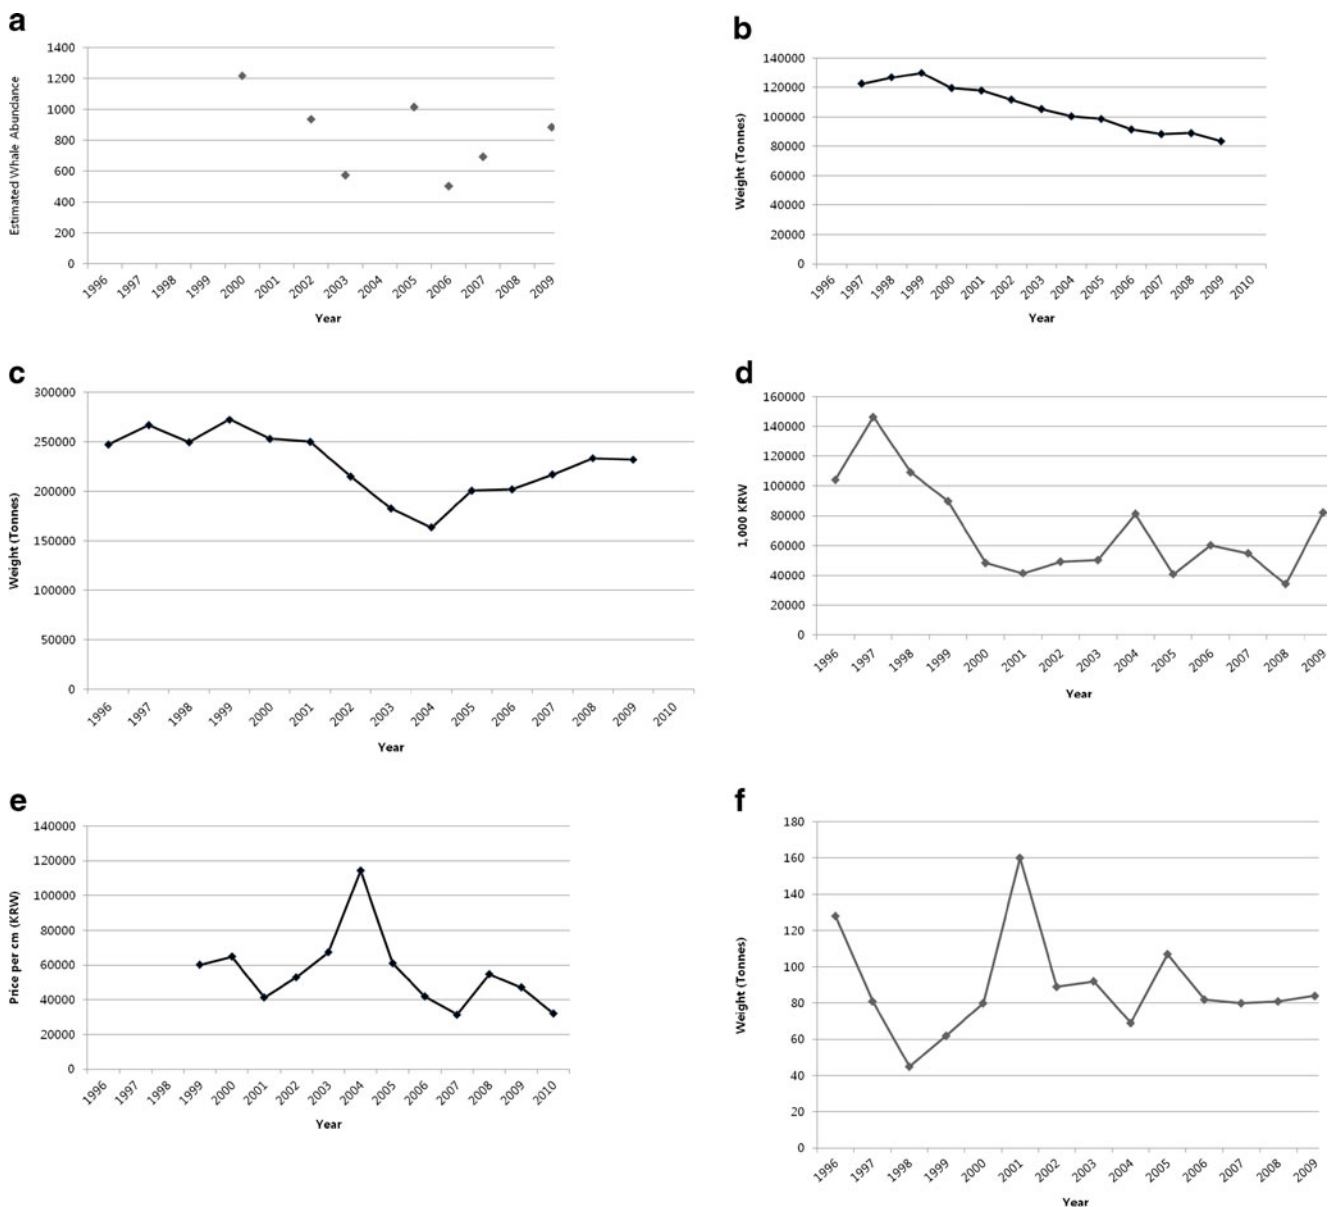 a
1400
1200
1000
800
600
400
200
0
Estimated Whale Abundance
1996 1997 1998 1999 2000 2001 2002 2003 2004 2005 2006 2007 2008 2009
Year
b
140000
120000
100000
80000
60000
40000
20000
0
Weight (Tonnes)
1996 1997 1998 1999 2000 2001 2002 2003 2004 2005 2006 2007 2008 2009 2010
Year
c
300000
250000
200000
150000
100000
50000
0
Weight (Tonnes)
1996 1997 1998 1999 2000 2001 2002 2003 2004 2005 2006 2007 2008 2009 2010
Year
d
160000
140000
120000
100000
80000
60000
40000
20000
0
1,000 KRW
1996 1997 1998 1999 2000 2001 2002 2003 2004 2005 2006 2007 2008 2009
Year
e
140000
120000
100000
80000
60000
40000
20000
0
Price per cm (KRW)
1996 1997 1998 1999 2000 2001 2002 2003 2004 2005 2006 2007 2008 2009 2010
Year
f
180
160
140
120
100
80
60
40
20
0
Weight (Tonnes)
1996 1997 1998 1999 2000 2001 2002 2003 2004 2005 2006 2007 2008 2009
Year